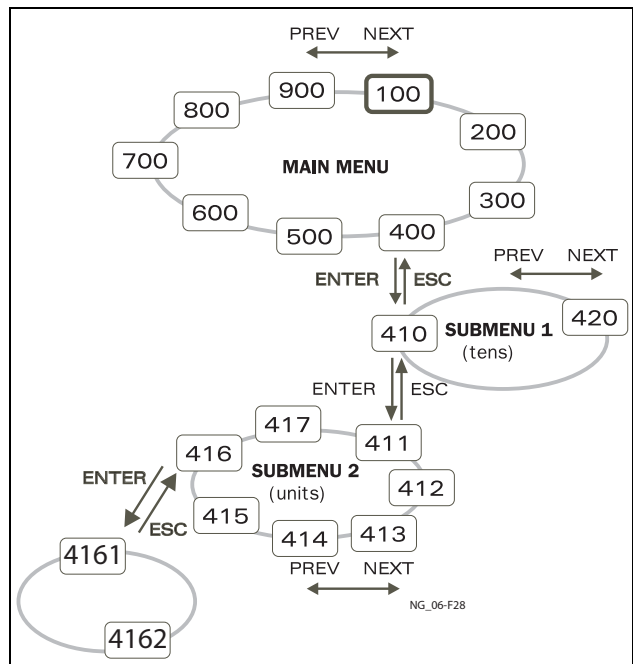 PREV NEXT
900 100
800 200
700 MAIN MENU 300
600 500 400
ENTER ESC
PREV NEXT
410 SUBMENU 1 420
(tens)
ENTER ESC
417
416 411
ENTER SUBMENU 2 412
(units)
ESC 415 414 413
4161 PREV NEXT
4162 NG_06-F28